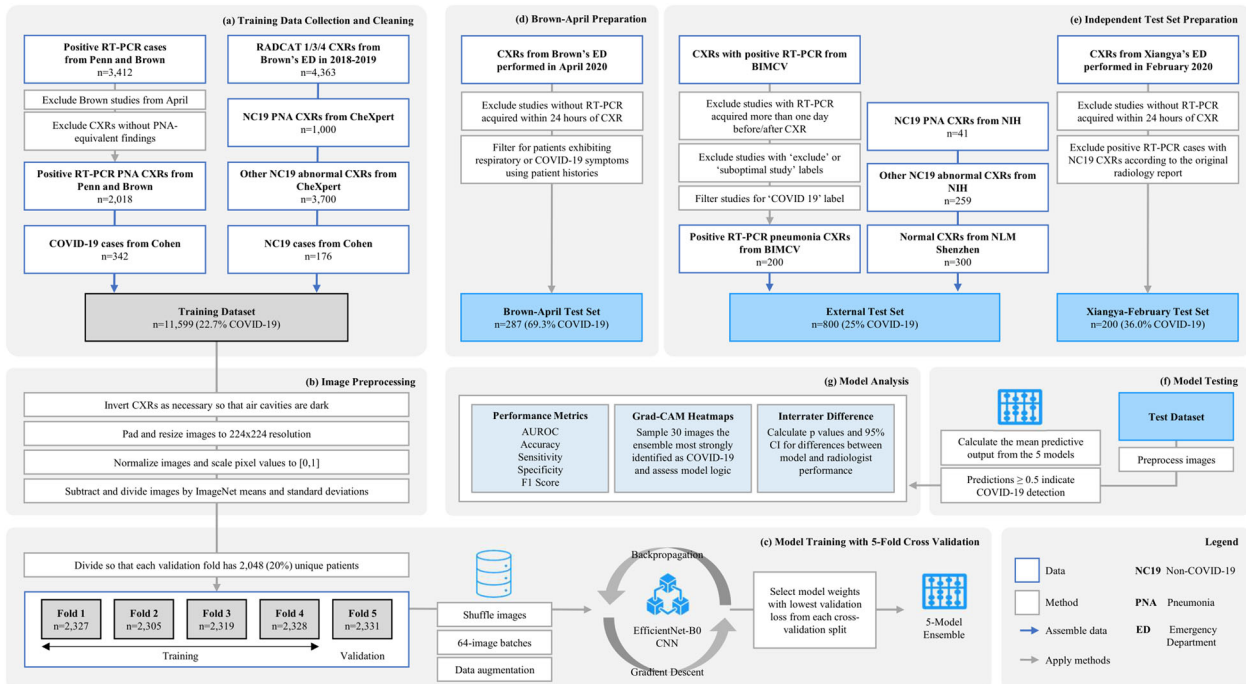 (a) Training Data Collection and Cleaning
Positive RT-PCR cases
from Penn and Brown
n=3,412
Exclude Brown studies from April
Exclude CXRs without PNA-
equivalent findings
Positive RT-PCR PNA CXRs from
Penn and Brown
n=2,018
COVID-19 cases from Cohen
n=342
RADCAT 1/3/4 CXRs from
Brown's ED in 2018-2019
n=4,363
NC19 PNA CXRs from CheXpert
n=1,000
Other NC19 abnormal CXRs from
CheXpert
n=3,700
NC19 cases from Cohen
n=176
Training Dataset
n=11,599 (22.7% COVID-19)
(d) Brown-April Preparation
CXRs from Brown's ED
performed in April 2020
Exclude studies without RT-PCR
acquired within 24 hours of CXR
Filter for patients exhibiting
respiratory or COVID-19 symptoms
using patient histories
Brown-April Test Set
n=287 (69.3% COVID-19)
(e) Independent Test Set Preparation
CXRs with positive RT-PCR from
BIMCV
Exclude studies with RT-PCR
acquired more than one day
before/after CXR
Exclude studies with 'exclude' or
'suboptimal study' labels
Filter studies for 'COVID 19' label
Positive RT-PCR pneumonia CXRs
from BIMCV
n=200
NC19 PNA CXRs from NIH
n=41
Other NC19 abnormal CXRs from
NIH
n=259
Normal CXRs from NLM
Shenzhen
n=300
External Test Set
n=800 (25% COVID-19)
CXRs from Xiangya's ED
performed in February 2020
Exclude studies without RT-PCR
acquired within 24 hours of CXR
Exclude positive RT-PCR cases with
NC19 CXRs according to the original
radiology report
Xiangya-February Test Set
n=200 (36.0% COVID-19)
(b) Image Preprocessing
Invert CXRs as necessary so that air cavities are dark
Pad and resize images to 224x224 resolution
Normalize images and scale pixel values to [0,1]
Subtract and divide images by ImageNet means and standard deviations
(g) Model Analysis
Performance Metrics
AUROC
Accuracy
Sensitivity
Specificity
F1 Score
Grad-CAM Heatmaps
Sample 30 images the
ensemble most strongly
identified as COVID-19
and assess model logic
Interrater Difference
Calculate p values and 95%
CI for differences between
model and radiologist
performance
(f) Model Testing
Test Dataset
Preprocess images
Calculate the mean predictive
output from the 5 models
Predictions ≥ 0.5 indicate
COVID-19 detection
(c) Model Training with 5-Fold Cross Validation
Divide so that each validation fold has 2,048 (20%) unique patients
Fold 1
n=2,327
Fold 2
n=2,305
Fold 3
n=2,319
Fold 4
n=2,328
Fold 5
n=2,331
Training
Validation
Shuffle images
64-image batches
Data augmentation
Backpropagation
EfficientNet-B0
CNN
Gradient Descent
Select model weights
with lowest validation
loss from each cross-
validation split
5-Model
Ensemble
Legend
Data
Method
Assemble data
Apply methods
NC19 Non-COVID-19
PNA Pneumonia
ED Emergency
Department